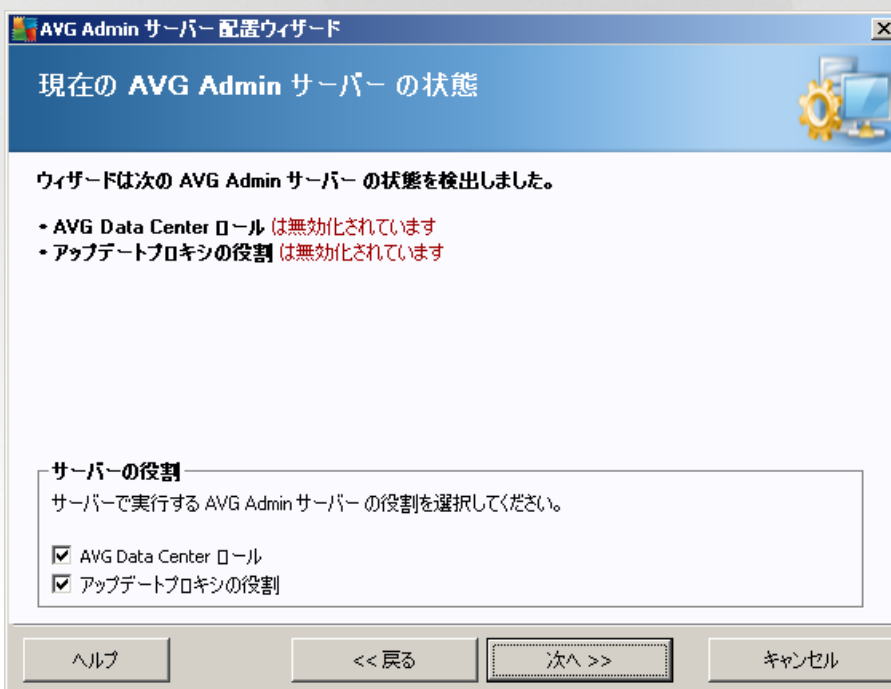 AVG Admin サーバー 配置ウィザード
現在の AVG Admin サーバー の状態
ウィザードは次の AVG Admin サーバー の状態を検出しました。
• AVG Data Center ロール は無効化されています
• アップデートプロキシの役割 は無効化されています
サーバーの役割
サーバーで実行する AVG Admin サーバー の役割を選択してください。
AVG Data Center ロール
アップデートプロキシの役割
ヘルプ
<< 戻る
次へ >>
キャンセル